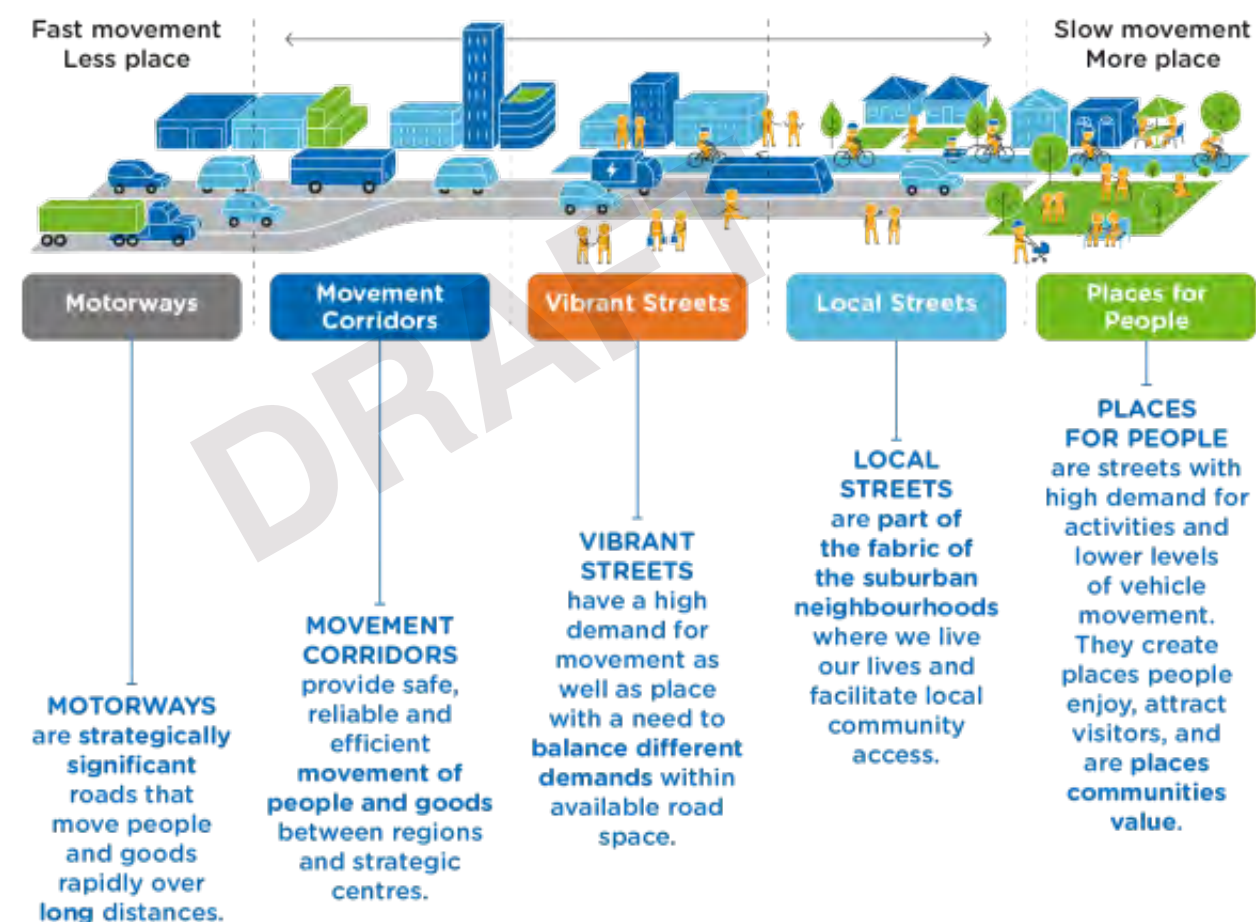 Fast movement
Less place
Slow movement
More place
Motorways
Movement
Corridors
Vibrant Streets
Local Streets
Places for
People
MOTORWAYS
are strategically
significant
roads that
move people
and goods
rapidly over
long distances.
MOVEMENT
CORRIDORS
provide safe,
reliable and
efficient
movement of
people and goods
between regions
and strategic
centres.
VIBRANT
STREETS
have a high
demand for
movement as
well as place
with a need to
balance different
demands within
available road
space.
LOCAL
STREETS
are part of
the fabric of
the suburban
neighbourhoods
where we live
our lives and
facilitate local
community
access.
PLACES
FOR PEOPLE
are streets with
high demand for
activities and
lower levels
of vehicle
movement.
They create
places people
enjoy, attract
visitors, and
are places
communities
value.
DRAFT